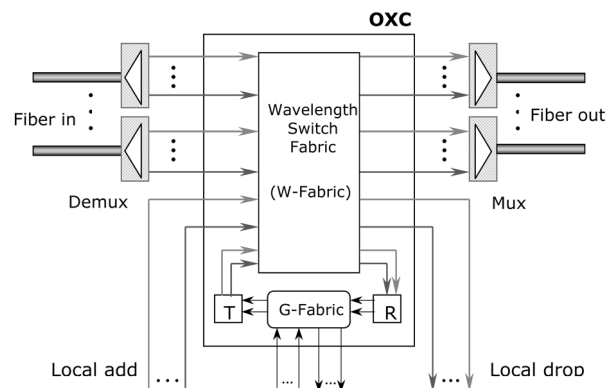 OXC
Fiber in
Wavelength
Switch
Fabric
(W-Fabric)
Fiber out
Demux
Mux
T
G-Fabric
R
Local add
Local drop